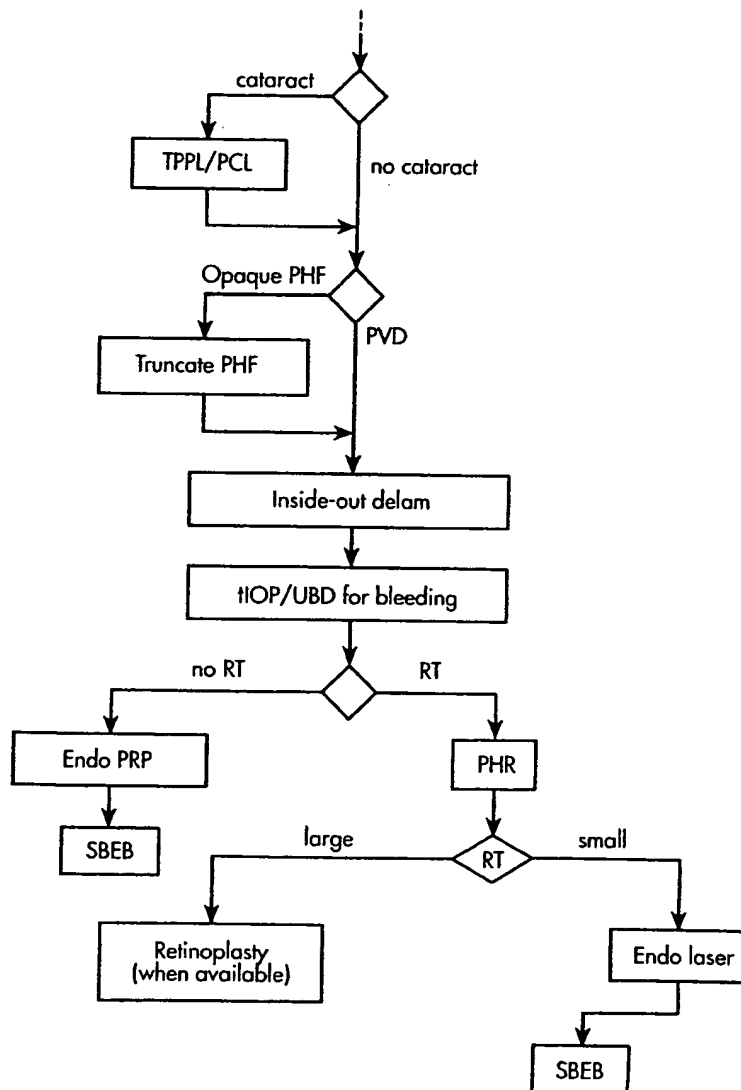 cataract
TPPL/PCL
no cataract
Opaque PHF
PVD
Truncate PHF
Inside-out delam
tIOP/UBD for bleeding
no RT
RT
Endo PRP
PHR
SBEB
large
RT
small
Retinoplasty
(when available)
Endo laser
SBEB